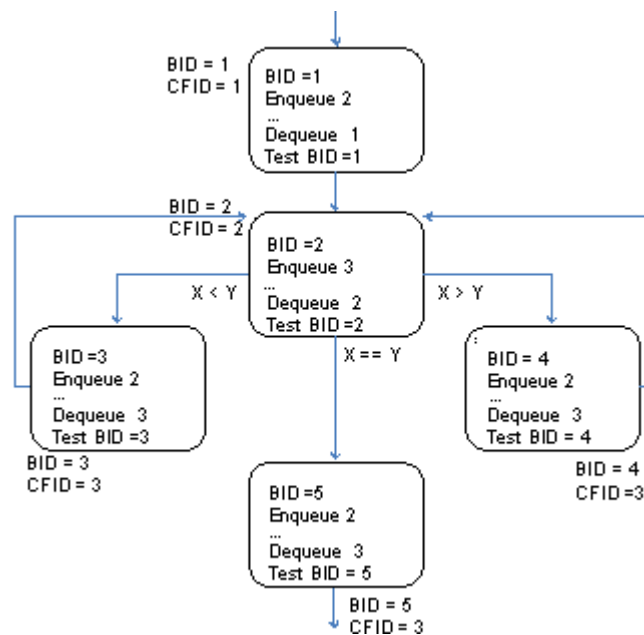 BID = 1
CFID = 1
BID =1
Enqueue 2
...
Dequeue 1
Test BID =1
BID = 2
CFID = 2
BID =2
Enqueue 3
...
Dequeue 2
Test BID =2
X < Y
X > Y
X == Y
BID =3
Enqueue 2
...
Dequeue 3
Test BID =3
BID = 3
CFID = 3
:
BID = 4
Enqueue 2
...
Dequeue 3
Test BID = 4
BID = 4
CFID =3
BID =5
Enqueue 2
...
Dequeue 3
Test BID = 5
BID = 5
CFID = 3